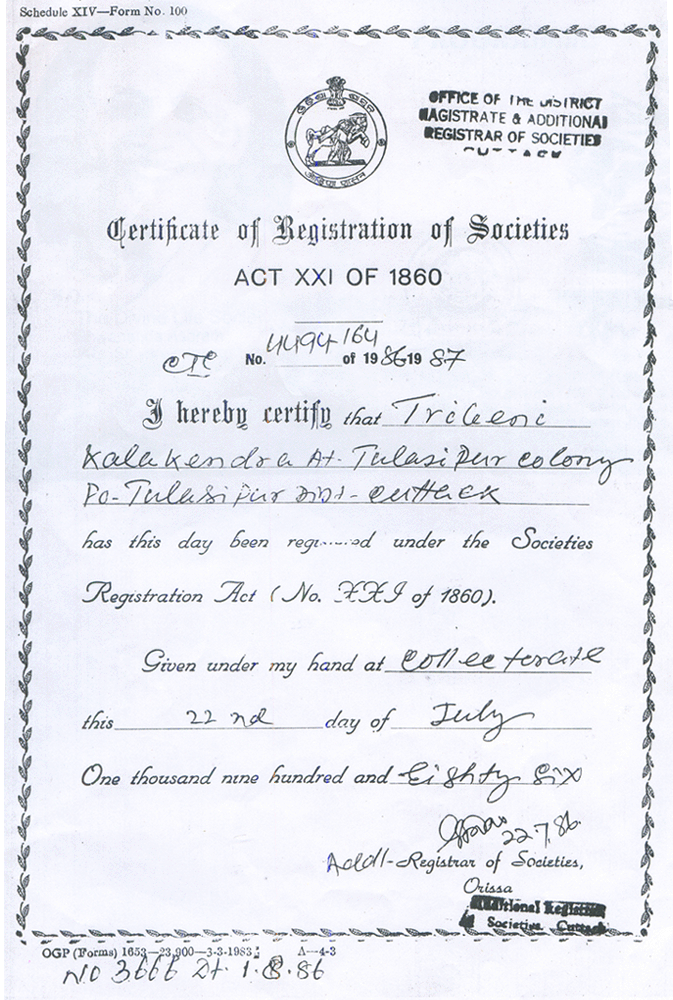 Schedule XIV—Form No. 100
OFFICE OF THE DISTRICT
MAGISTRATE & ADDITIONAL
REGISTRAR OF SOCIETIES
CUTTACK
Certificate of Registration of Societies
ACT XXI OF 1860
CTC No. 4494/164 of 1986 1987
I hereby certify that Tribeni
Kalakendra At- Tulasipur colony
Po- Tulasipur Dist- Cuttack
has this day been registered under the Societies
Registration Act (No. XXI of 1860).
Given under my hand at Collectorate
this 22nd day of July
One thousand nine hundred and Eighty Six
22.7.86.
Addl-Registrar of Societies,
Orissa
Additional Registrar
Societies, Cuttack
OGP (Forms) 1653—23,900—3-3-1983 A—4-3
No 3666 Dt. 1.8.86